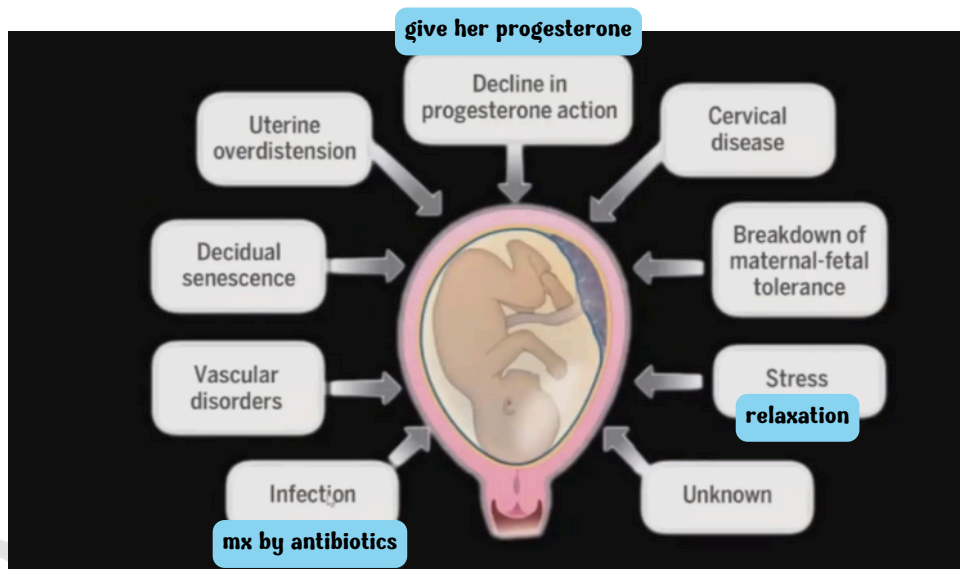 give her progesterone
Decline in
progesterone action
Uterine
overdistension
Cervical
disease
Decidual
senescence
Breakdown of
maternal-fetal
tolerance
Vascular
disorders
Stress
relaxation
Infection
mx by antibiotics
Unknown